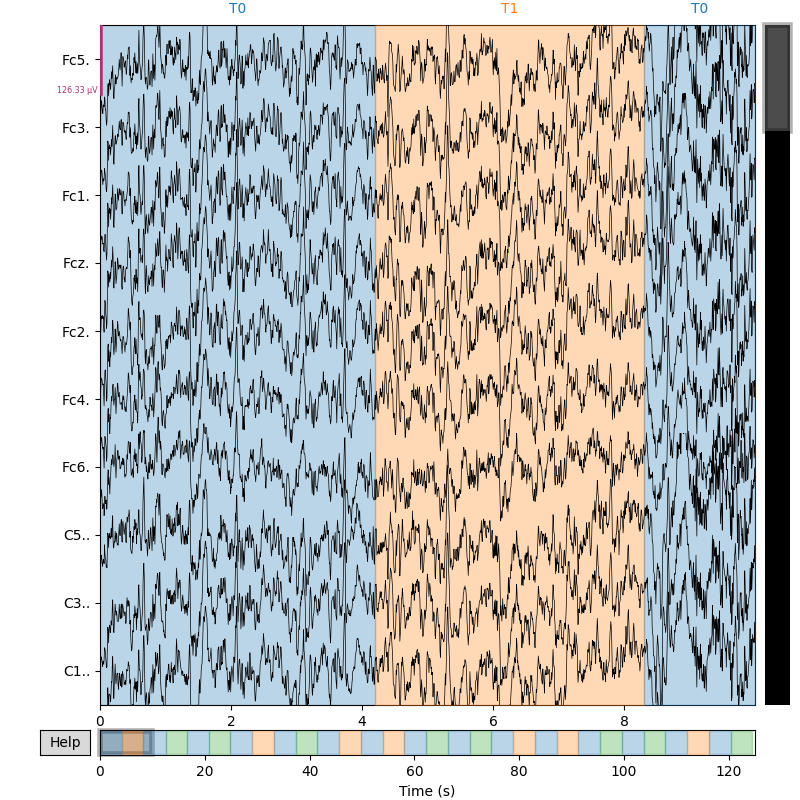 T0 T1 T0
Fc5.
126.33 µV
Fc3.
Fc1.
Fcz.
Fc2.
Fc4.
Fc6.
C5..
C3..
C1..
0 2 4 6 8
Help
0 20 40 60 80 100 120
Time (s)